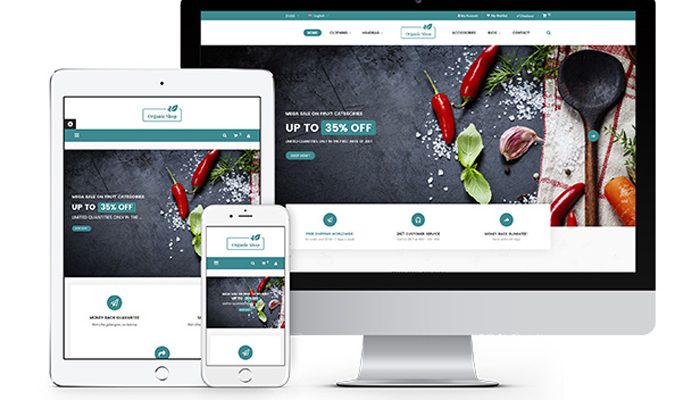 English
My Account
My Wishlist
Checkout
HOME
CLOTHING
HANDBAG
Organic Shop
ACCESSORIES
BLOG
CONTACT
MEGA SALE ON FRUIT CATEGORIES
UP TO 35% OFF
LIMITED QUANTITIES ONLY IN THE FIRST WEEK OF JULY
SHOP NOW
FREE SHIPPING WORLDWIDE
24/7 CUSTOMER SERVICE
MONEY BACK GUARANTEE!
Organic Shop
MEGA SALE ON FRUIT CATEGORIES
UP TO 35% OFF
LIMITED QUANTITIES ONLY IN THE ...
MONEY BACK GUARANTEE
Organic Shop
UP TO 35% OFF